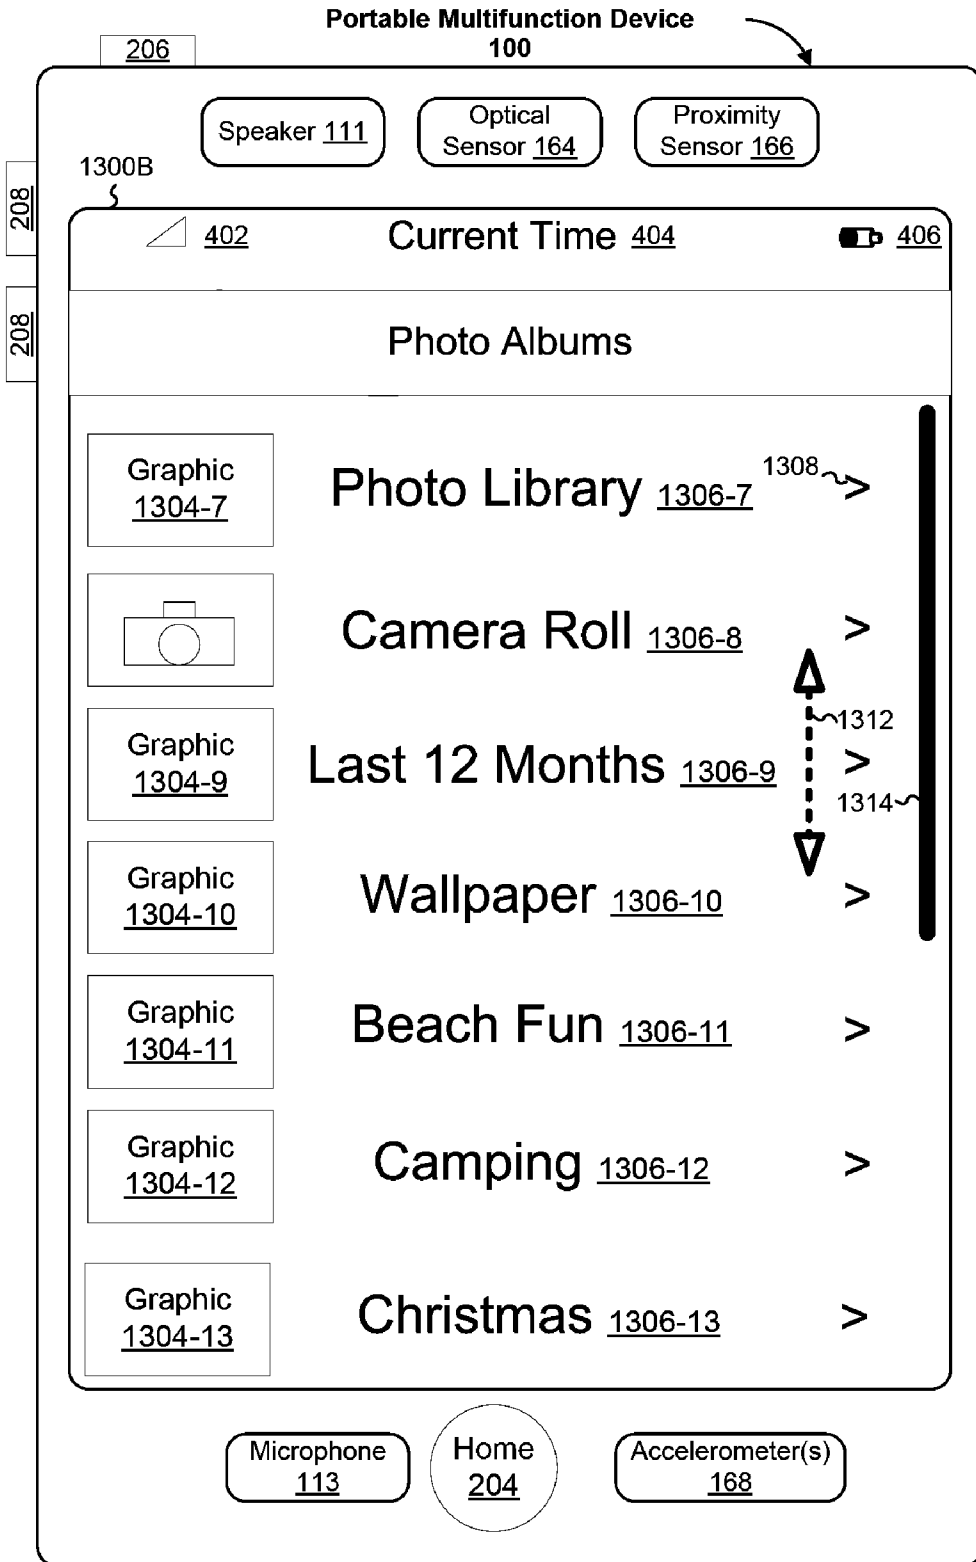 Portable Multifunction Device
100
206
Speaker 111
Optical
Sensor 164
Proximity
Sensor 166
1300B
208
208
402
Current Time 404
406
Photo Albums
Graphic
1304-7
Photo Library 1306-7
1308
>
Camera Roll 1306-8
>
1312
Graphic
1304-9
Last 12 Months 1306-9
>
1314
Graphic
1304-10
Wallpaper 1306-10
>
Graphic
1304-11
Beach Fun 1306-11
>
Graphic
1304-12
Camping 1306-12
>
Graphic
1304-13
Christmas 1306-13
>
Microphone
113
Home
204
Accelerometer(s)
168